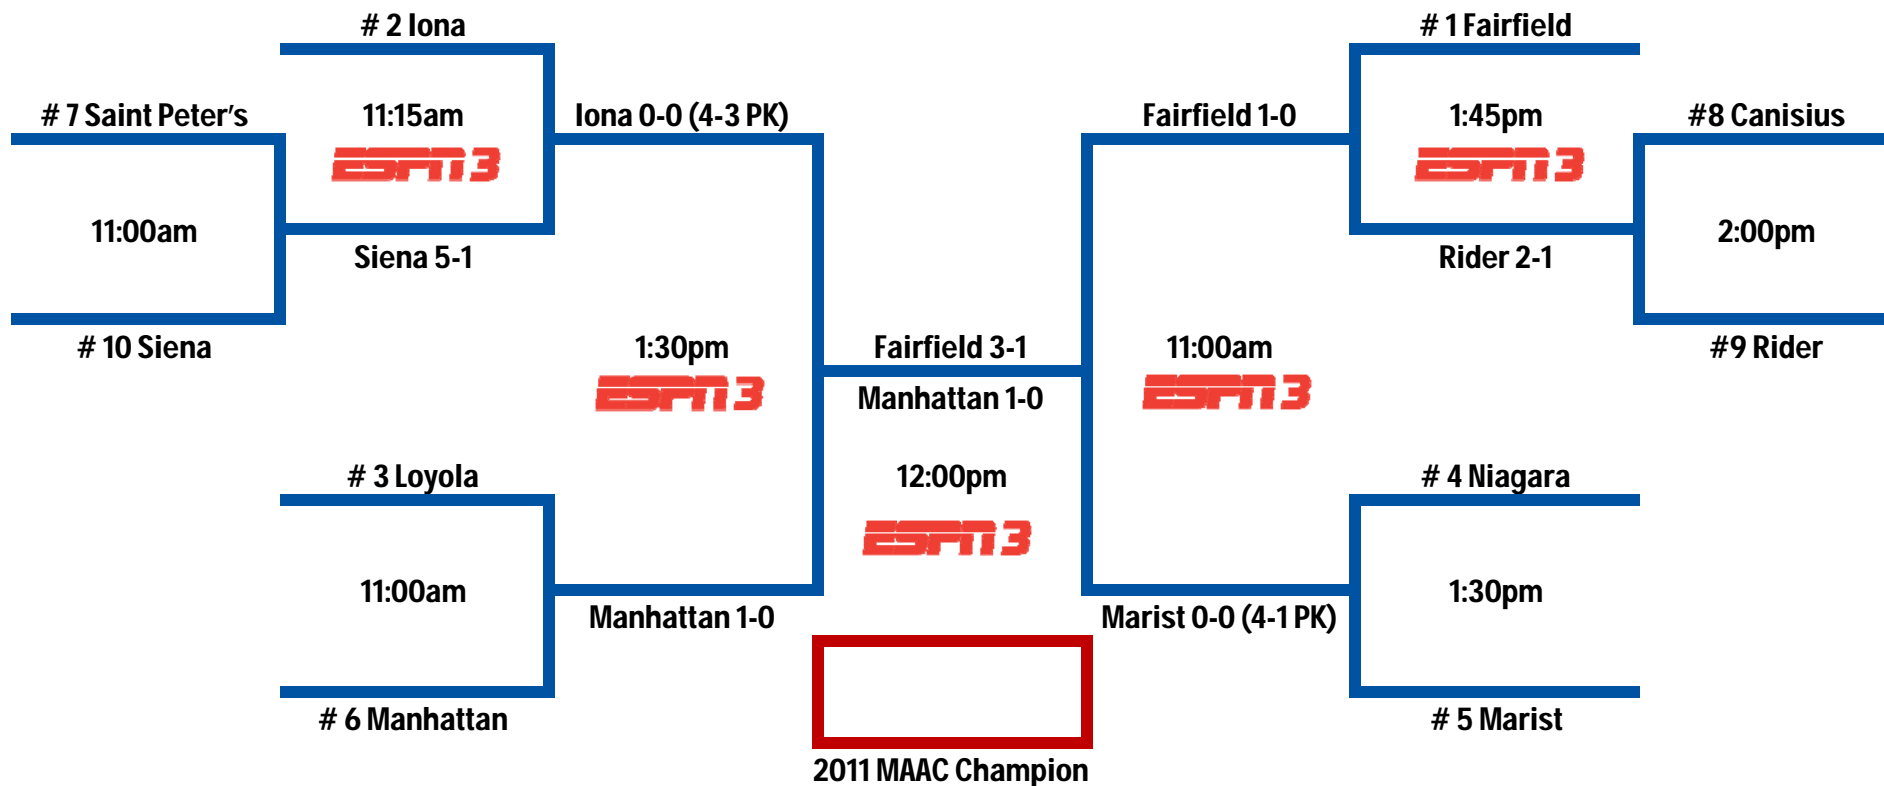 # 2 Iona
# 1 Fairfield
# 7 Saint Peter's
11:15am
Iona 0-0 (4-3 PK)
Fairfield 1-0
1:45pm
#8 Canisius
ESPN3
ESPN3
11:00am
Siena 5-1
Rider 2-1
2:00pm
# 10 Siena
1:30pm
Fairfield 3-1
11:00am
#9 Rider
ESPN3
Manhattan 1-0
ESPN3
# 3 Loyola
12:00pm
# 4 Niagara
ESPN3
11:00am
1:30pm
Manhattan 1-0
Marist 0-0 (4-1 PK)
# 6 Manhattan
# 5 Marist
2011 MAAC Champion